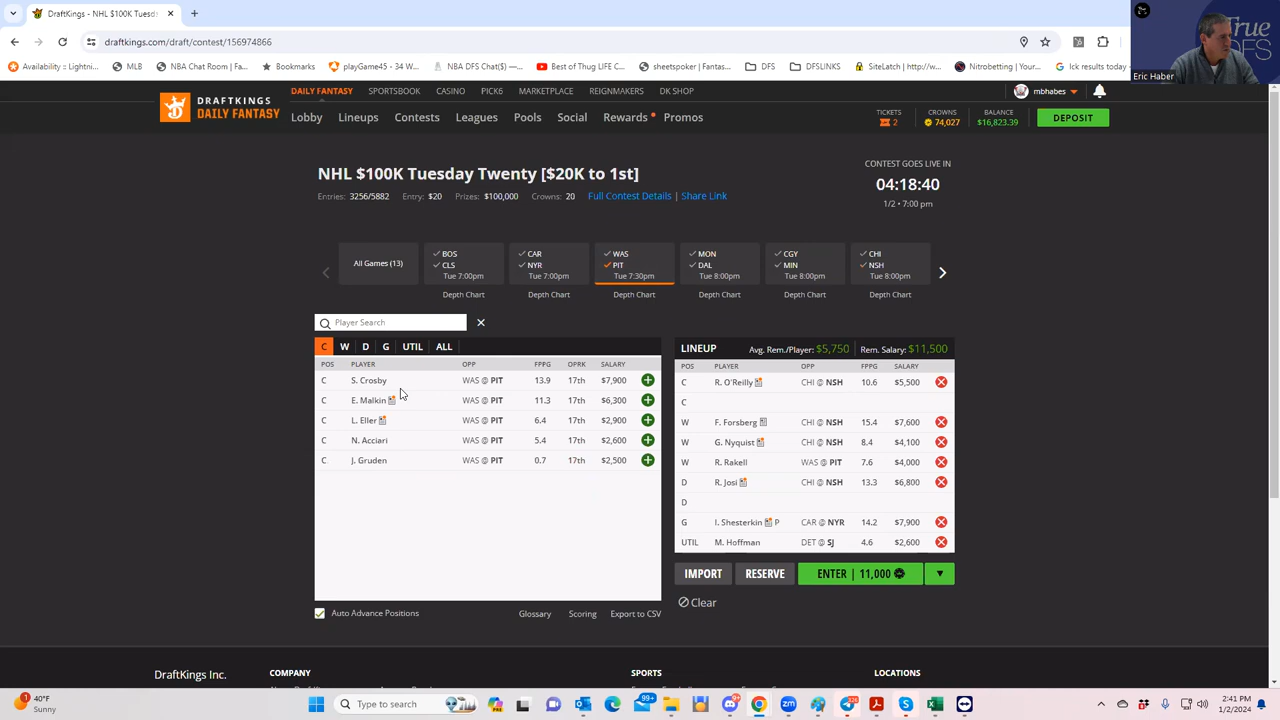 DraftKings - NHL $100K Tuesd
draftkings.com/draft/contest/156974866
Availability :: Lightni...
MLB
NBA Chat Room | Fa...
Bookmarks
playGame45 - 34 W...
NBA DFS Chat($) —...
Best of Thug LIFE C...
sheetspoker | Smor...
DFS
DFSLINKS
SiteLatch | http://w...
Nitrobetting | Your...
Ick results today |
True
DFS
Eric Haber
DAILY FANTASY
SPORTSBOOK
CASINO
PICK6
MARKETPLACE
REIGNMAKERS
DK SHOP
mbhabes
DRAFTKINGS
DAILY FANTASY
Lobby
Lineups
Contests
Leagues
Pools
Social
Rewards
Promos
TICKETS
2
CROWNS
74,027
BALANCE
$16,823.39
DEPOSIT
NHL $100K Tuesday Twenty [$20K to 1st]
Entries: 3256/5882 Entry: $20 Prizes: $100,000 Crowns: 20 Full Contest Details | Share Link
CONTEST GOES LIVE IN
04:18:40
1/2 • 7:00 pm
All Games (13)
BOS
CLS
Tue 7:00pm
Depth Chart
CAR
NYR
Tue 7:00pm
Depth Chart
WAS
PIT
Tue 7:30pm
Depth Chart
MON
DAL
Tue 8:00pm
Depth Chart
CGY
MIN
Tue 8:00pm
Depth Chart
CHI
NSH
Tue 8:00pm
Depth Chart
Player Search
C W D G UTIL ALL
POS PLAYER OPP FPPG OPRK SALARY
C S. Crosby WAS @ PIT 13.9 17th $7,900
C E. Malkin WAS @ PIT 11.3 17th $6,300
C L. Eller WAS @ PIT 6.4 17th $2,900
C N. Acciari WAS @ PIT 5.4 17th $2,600
C J. Gruden WAS @ PIT 0.7 17th $2,500
Auto Advance Positions
Glossary
Scoring
Export to CSV
LINEUP Avg. Rem./Player: $5,750 Rem. Salary: $11,500
POS PLAYER OPP FPPG SALARY
C R. O'Reilly CHI @ NSH 10.6 $5,500
C
W F. Forsberg CHI @ NSH 15.4 $7,600
W G. Nyquist CHI @ NSH 8.4 $4,100
W R. Rakell WAS @ PIT 7.6 $4,000
D R. Josi CHI @ NSH 13.3 $6,800
D
G I. Shesterkin P CAR @ NYR 14.2 $7,900
UTIL M. Hoffman DET @ SJ 4.6 $2,600
IMPORT
RESERVE
ENTER | 11,000
Clear
DraftKings Inc.
COMPANY
SPORTS
LOCATIONS
40°F
Sunny
Type to search
99+
2:41 PM
1/2/2024